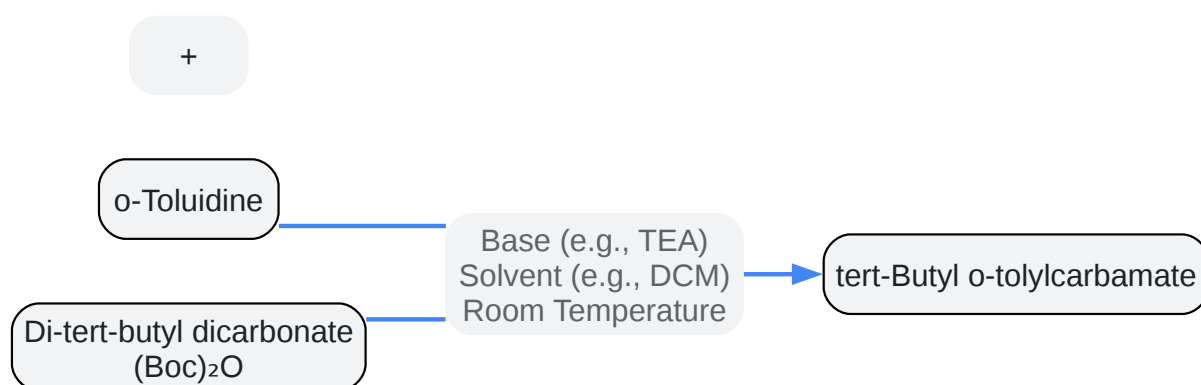 +
o-Toluidine
Di-tert-butyl dicarbonate
(Boc)₂O
Base (e.g., TEA)
Solvent (e.g., DCM)
Room Temperature
tert-Butyl o-tolylcarbamate